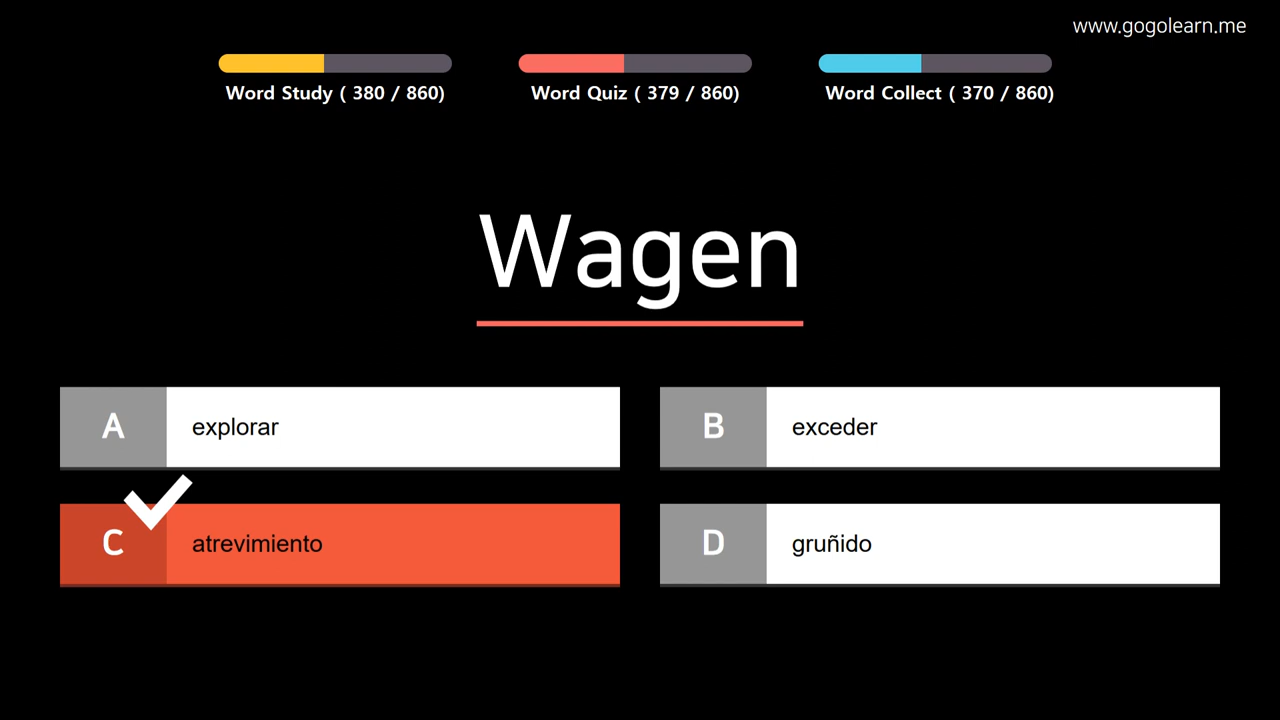 www.gogolearn.me
Word Study ( 380 / 860)
Word Quiz ( 379 / 860)
Word Collect ( 370 / 860)
Wagen
A explorar
B exceder
C atrevimiento
D gruñido